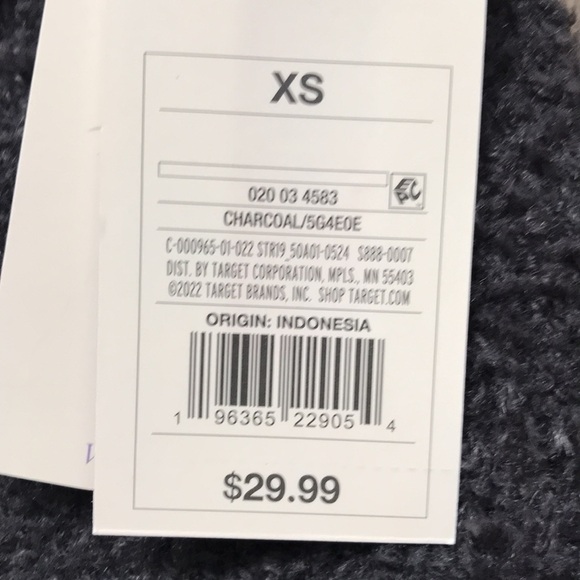 XS
020 03 4583
CHARCOAL/5G4E0E
C-000965-01-022 STR19_50A01-0524 S888-0007
DIST. BY TARGET CORPORATION, MPLS., MN 55403
©2022 TARGET BRANDS, INC. SHOP TARGET.COM
ORIGIN: INDONESIA
1 96365 22905 4
$29.99